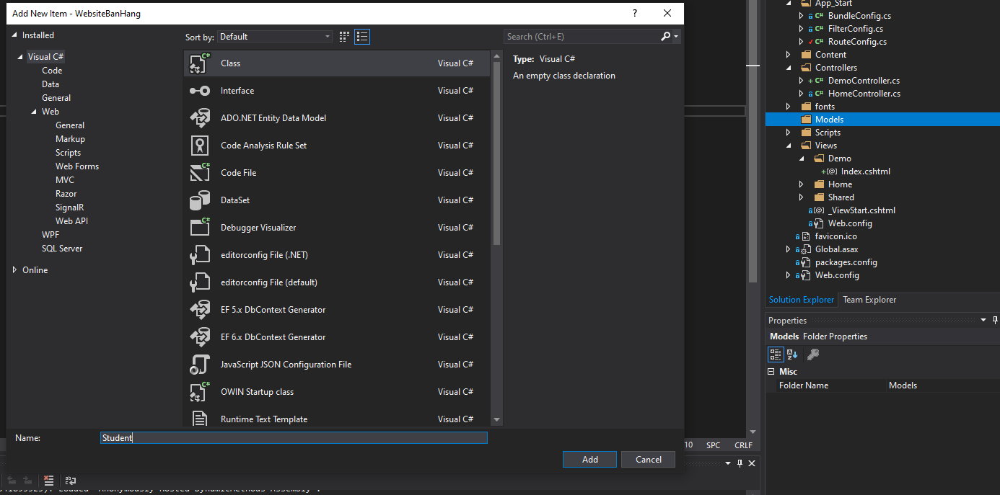 Add New Item - WebsiteBanHang
?
Installed
Visual C#
Code
Data
General
Web
General
Markup
Scripts
Web Forms
MVC
Razor
SignalR
Web API
WPF
SQL Server
Online
Sort by: Default
Class Visual C#
Interface Visual C#
ADO.NET Entity Data Model Visual C#
Code Analysis Rule Set Visual C#
Code File Visual C#
DataSet Visual C#
Debugger Visualizer Visual C#
editorconfig File (.NET) Visual C#
editorconfig File (default) Visual C#
EF 5.x DbContext Generator Visual C#
EF 6.x DbContext Generator Visual C#
JavaScript JSON Configuration File Visual C#
OWIN Startup class Visual C#
Runtime Text Template Visual C#
Search (Ctrl+E)
Type: Visual C#
An empty class declaration
Name: Student
Add Cancel
10 SPC CRLF
App_Start
C# BundleConfig.cs
C# FilterConfig.cs
C# RouteConfig.cs
Content
Controllers
C# DemoController.cs
C# HomeController.cs
fonts
Models
Scripts
Views
Demo
Index.cshtml
Home
Shared
_ViewStart.cshtml
Web.config
favicon.ico
Global.asax
packages.config
Web.config
Solution Explorer Team Explorer
Properties
Models Folder Properties
Misc
Folder Name Models